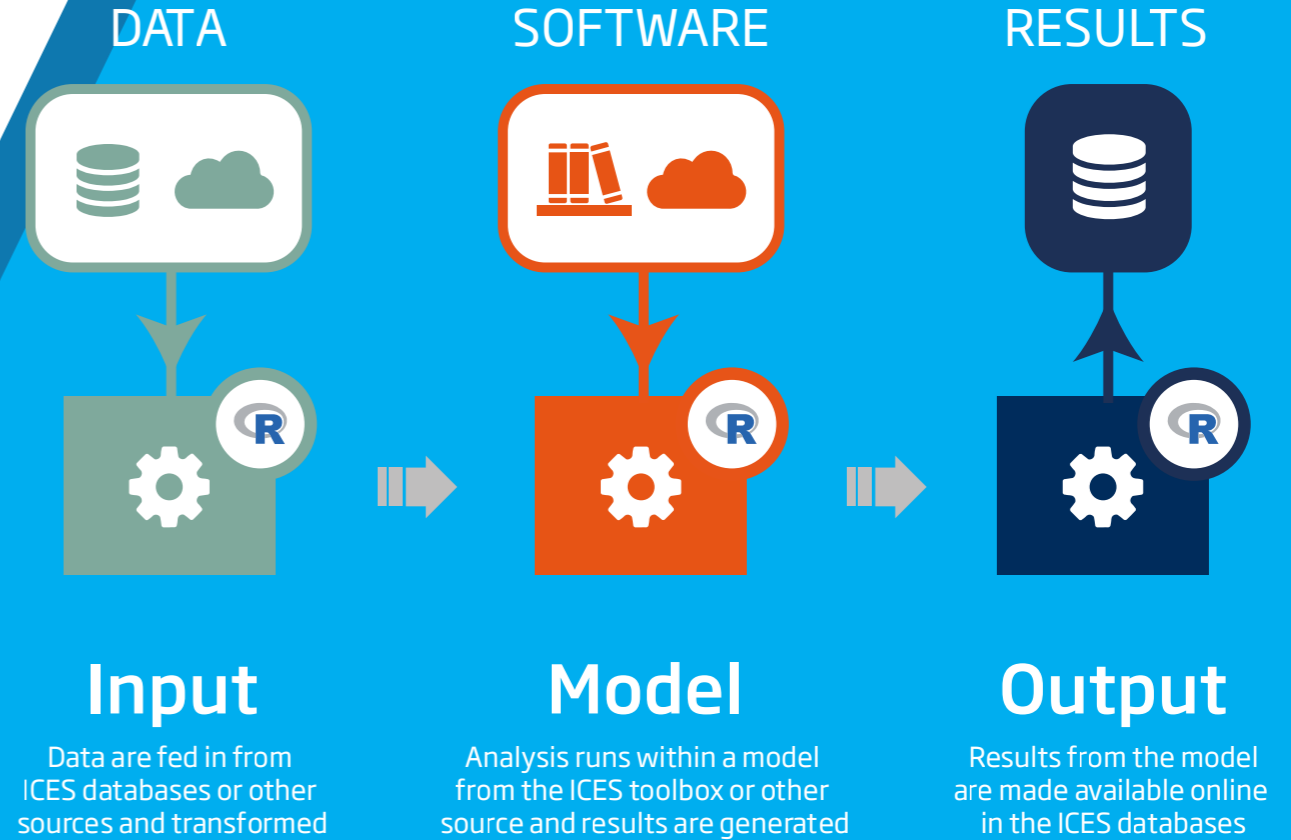 DATA
SOFTWARE
RESULTS
R
R
R
Input
Data are fed in from
ICES databases or other
sources and transformed
Model
Analysis runs within a model
from the ICES toolbox or other
source and results are generated
Output
Results from the model
are made available online
in the ICES databases